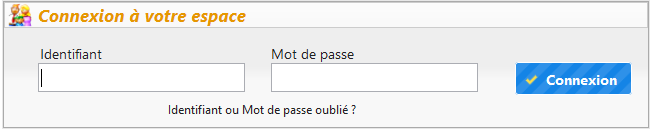 Connexion à votre espace
Identifiant
Mot de passe
Connexion
Identifiant ou Mot de passe oublié ?